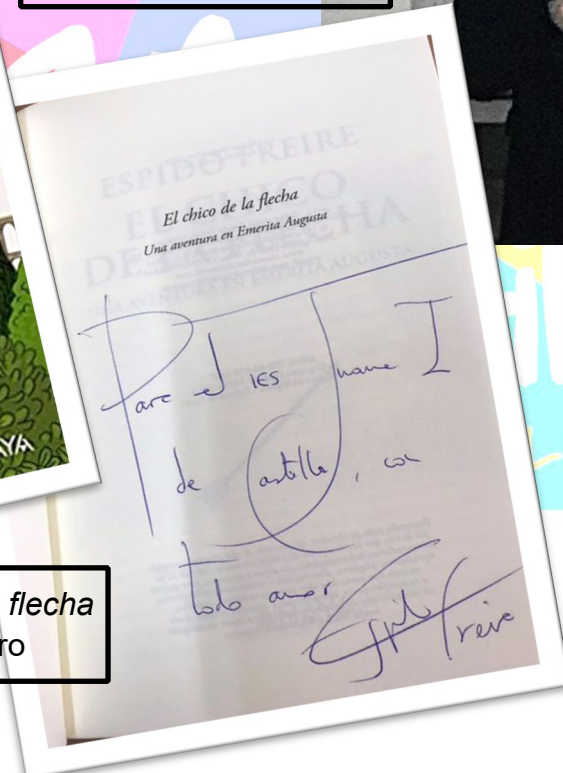 ESPIDO FREIRE
EL CHICO
DE LA FLECHA
UNA AVENTURA EN EMERITA AUGUSTA
El chico de la flecha
Una aventura en Emerita Augusta
Para el IES Juana I
de Castilla, con
todo amor
Espido Freire
flecha